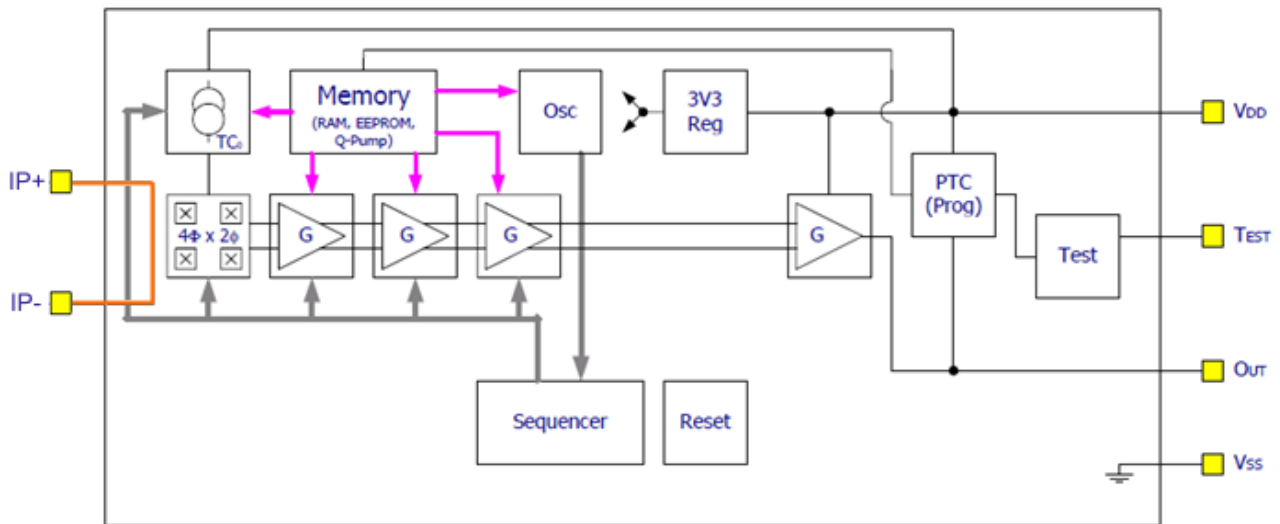 Memory
(RAM, EEPROM,
Q-Pump)
Osc
3V3
Reg
VDD
TC₀
IP+
PTC
(Prog)
4Φ x 2ϕ
G
G
G
G
TEST
Test
IP-
OUT
Sequencer
Reset
VSS